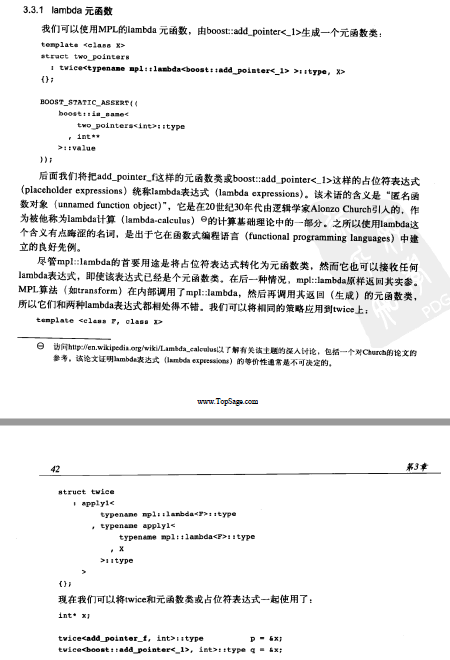 3.3.1 lambda 元函数
我们可以使用MPL的lambda 元函数，由boost::add_pointer<_1>生成一个元函数类：
template <class X>
struct two_pointers
: twice<typename mpl::lambda<boost::add_pointer<_1> >::type, X>
{};
BOOST_STATIC_ASSERT((
boost::is_same<
two_pointers<int>::type
, int**
>::value
));
后面我们将把add_pointer_f这样的元函数类或boost::add_pointer<_1>这样的占位符表达式
(placeholder expressions) 统称lambda表达式（lambda expressions）。该术语的含义是“匿名函
数对象（unnamed function object）”，它是在20世纪30年代由逻辑学家Alonzo Church引入的，作
为被他称为lambda计算（lambda-calculus）⊖的计算基础理论中的一部分。之所以使用lambda这
个含义有点晦涩的名词，是出于它在函数式编程语言（functional programming languages）中建
立的良好先例。
尽管mpl::lambda的首要用途是将占位符表达式转化为元函数类，然而它也可以接收任何
lambda表达式，即使该表达式已经是个元函数类。在后一种情况，mpl::lambda原样返回其实参。
MPL算法（如transform）在内部调用了mpl::lambda，然后再调用其返回（生成）的元函数类，
所以它们和两种lambda表达式都相处得不错。我们可以将相同的策略应用到twice上：
template <class F, class X>
⊖ 访问http://en.wikipedia.org/wiki/Lambda_calculus以了解有关该主题的深入讨论，包括一个对Church的论文的
参考。该论文证明lambda表达式（lambda expressions）的等价性通常是不可决定的。
www.TopSage.com
42 第3章
struct twice
: apply1<
typename mpl::lambda<F>::type
, typename apply1<
typename mpl::lambda<F>::type
, X
>::type
>
{};
现在我们可以将twice和元函数类或占位符表达式一起使用了：
int* x;
twice<add_pointer_f, int>::type p = &x;
twice<boost::add_pointer<_1>, int>::type q = &x;